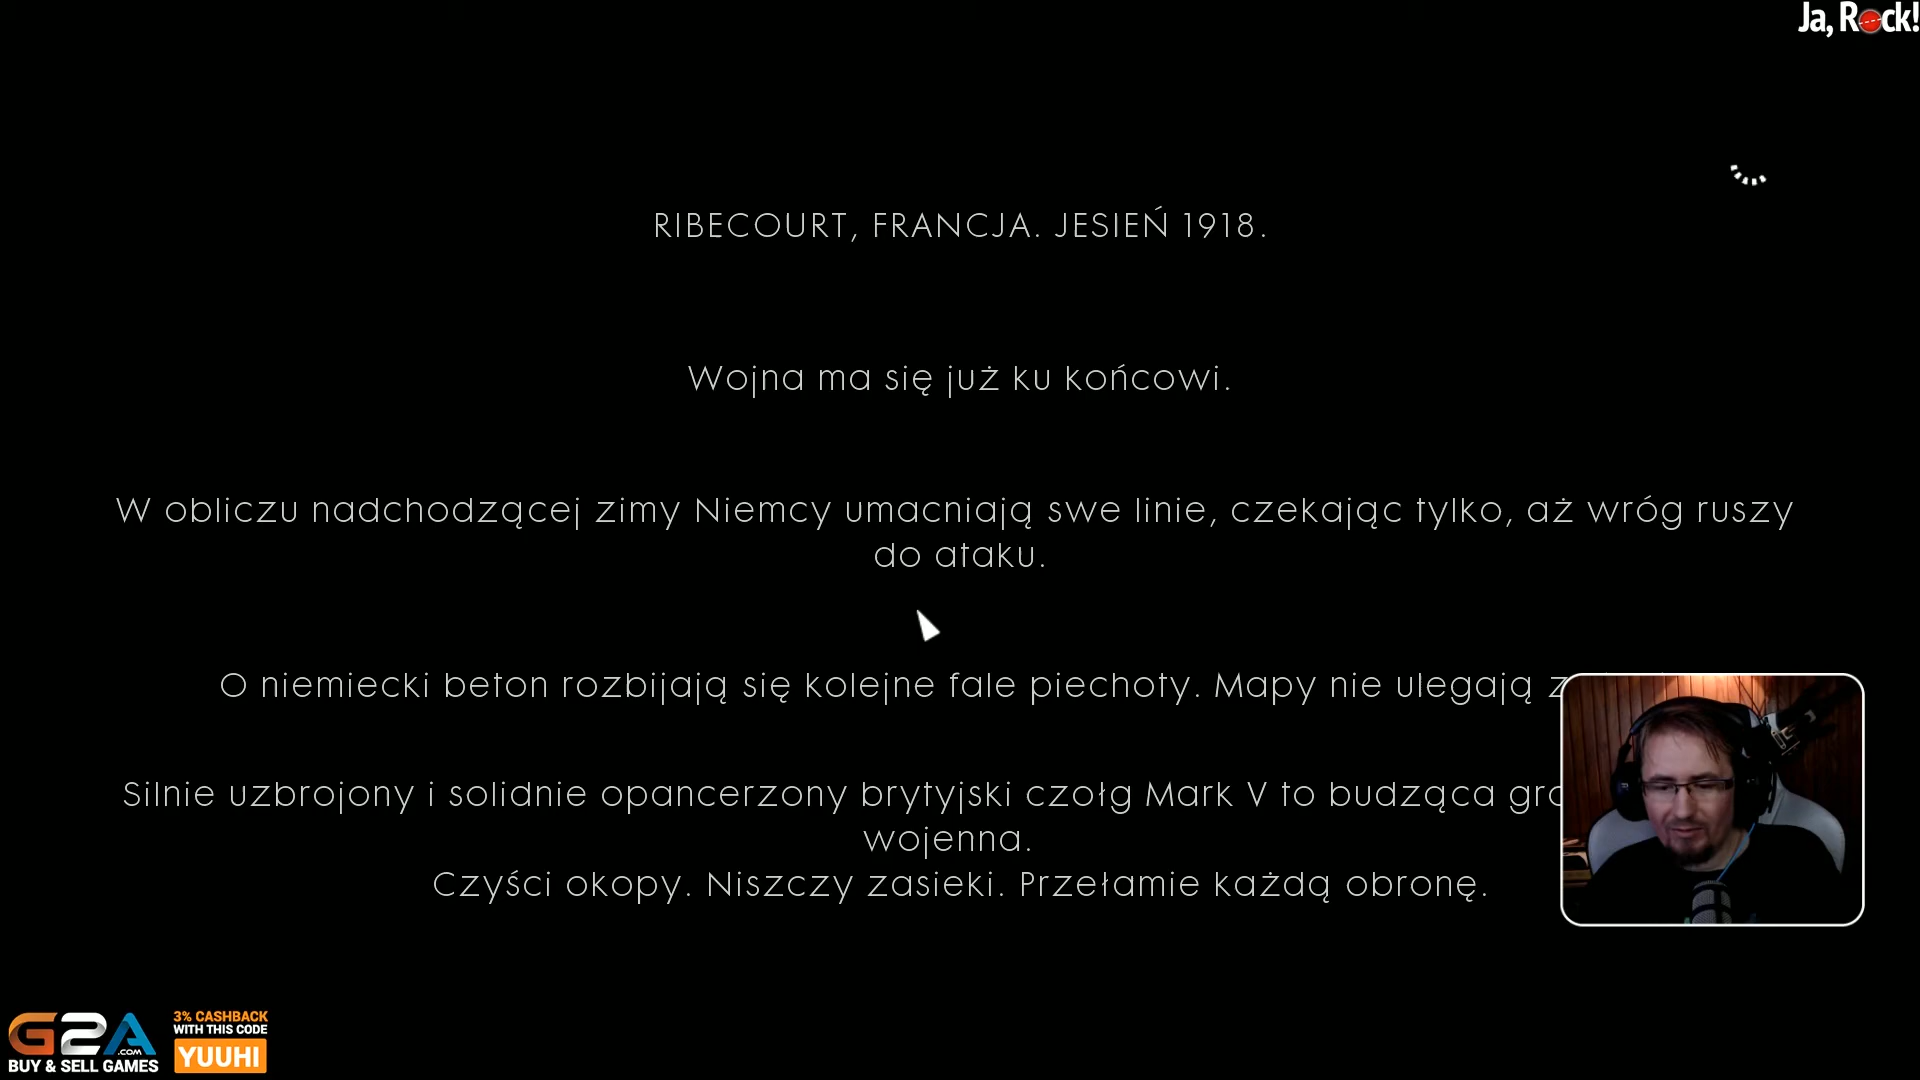 Ja, Rock!
RIBECOURT, FRANCJA. JESIEŃ 1918.
Wojna ma się już ku końcowi.
W obliczu nadchodzącej zimy Niemcy umacniają swe linie, czekając tylko, aż wróg ruszy
do ataku.
O niemiecki beton rozbijają się kolejne fale piechoty. Mapy nie ulegają
Silnie uzbrojony i solidnie opancerzony brytyjski czołg Mark V to budząca
wojenna.
Czyści okopy. Niszczy zasieki. Przełamie każdą obronę.
G2A
.COM
BUY & SELL GAMES
3% CASHBACK
WITH THIS CODE
YUUHI